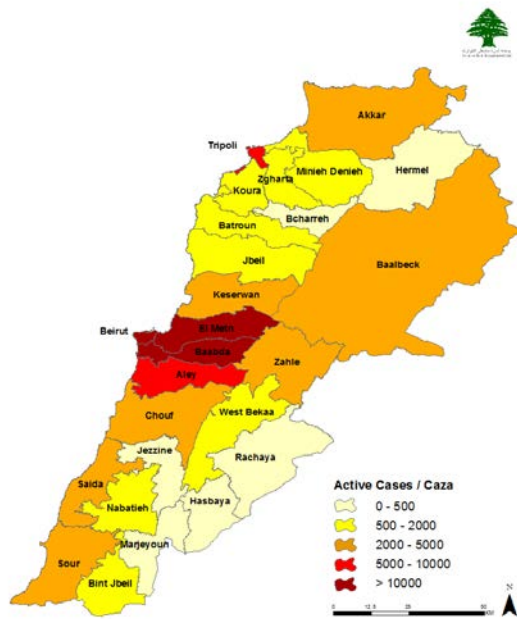 Akkar
Tripoli
Hermel
Minieh Denieh
Zgharta
Koura
Bcharreh
Batroun
Jbeil
Baalbeck
Keserwan
El Metn
Beirut
Baabda
Zahle
Aley
West Bekaa
Chouf
Jezzine
Rachaya
Saida
Hasbaya
Nabatieh
Marjeyoun
Sour
Bint Jbeil
Active Cases / Caza
0 - 500
500 - 2000
2000 - 5000
5000 - 10000
> 10000
N